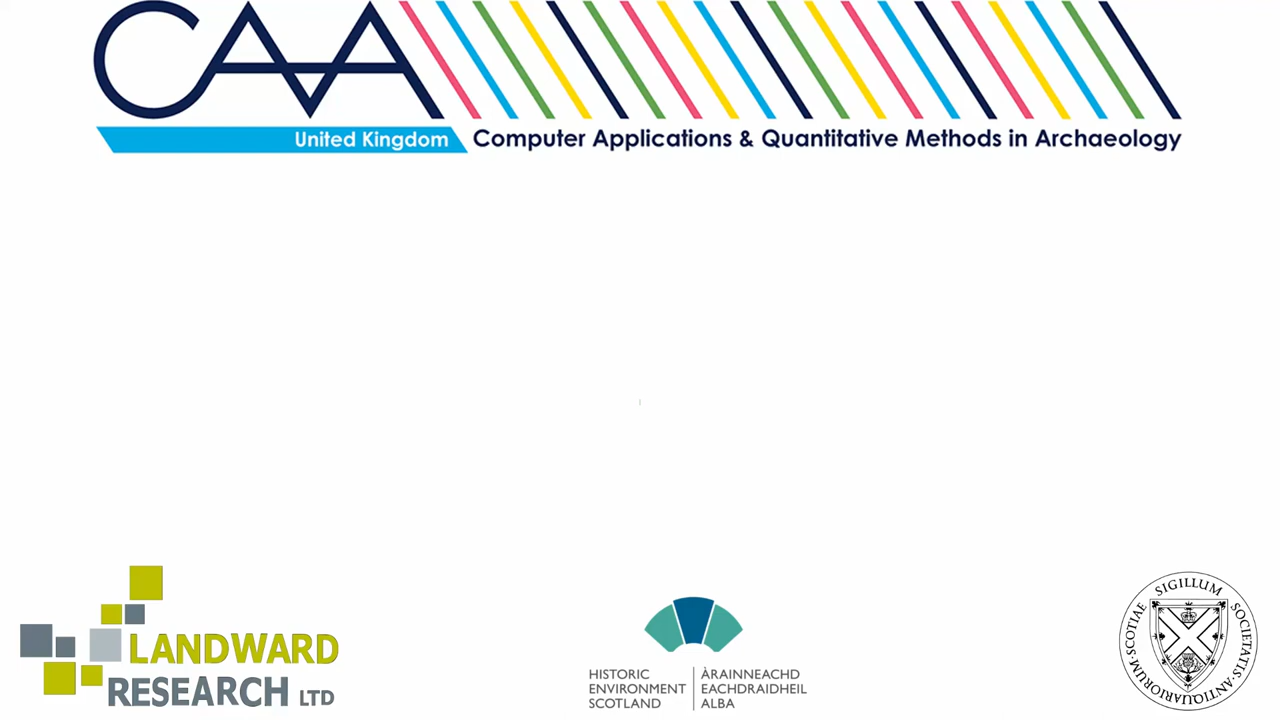 CAA
United Kingdom
Computer Applications & Quantitative Methods in Archaeology
LANDWARD
RESEARCH LTD
HISTORIC
ENVIRONMENT
SCOTLAND
ÀRAINNEACHD
EACHDRAIDHEIL
ALBA
SIGILLUM SOCIETATIS·ANTIQUARIORUM·SCOTIAE